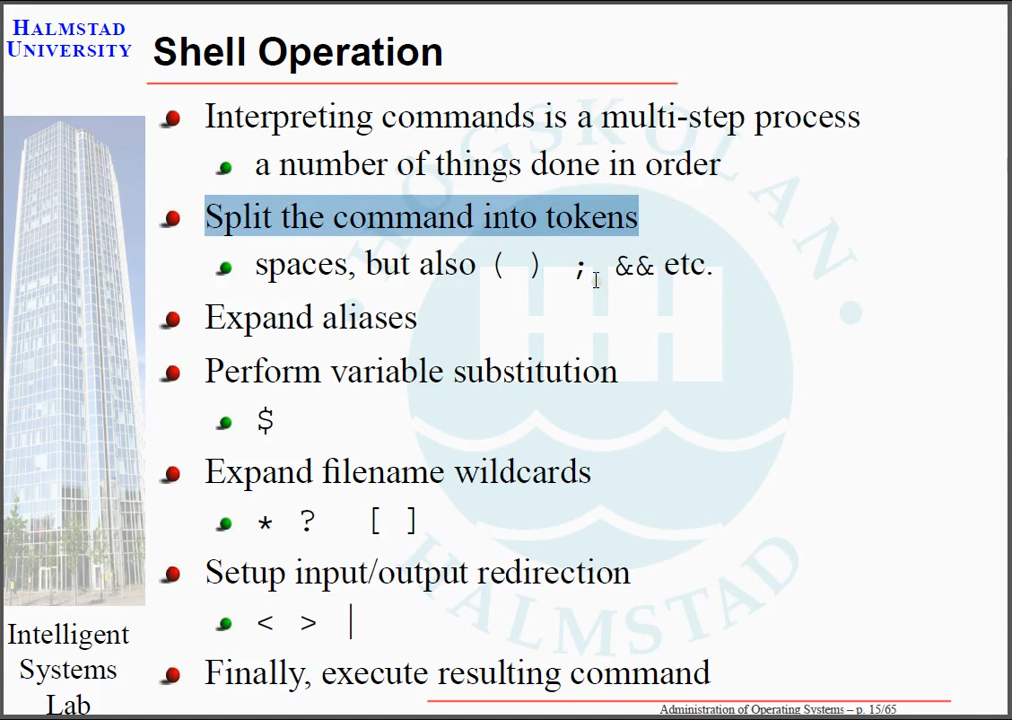 HALMSTAD
UNIVERSITY
Shell Operation
Interpreting commands is a multi-step process
a number of things done in order
Split the command into tokens
spaces, but also ( ) ; && etc.
Expand aliases
Perform variable substitution
$
Expand filename wildcards
* ? [ ]
Setup input/output redirection
< > |
Finally, execute resulting command
Intelligent
Systems
Lab
HÖGSKOLAN
HALMSTAD
Administration of Operating Systems – p. 15/65